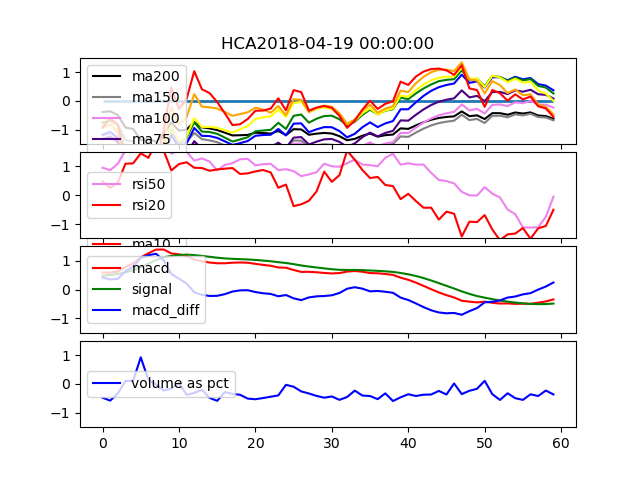 HCA2018-04-19 00:00:00
1
0
−1
ma200
ma150
ma100
ma75
1
0
−1
rsi50
rsi20
ma10
1
0
−1
macd
signal
macd_diff
1
0
−1
volume as pct
0 10 20 30 40 50 60